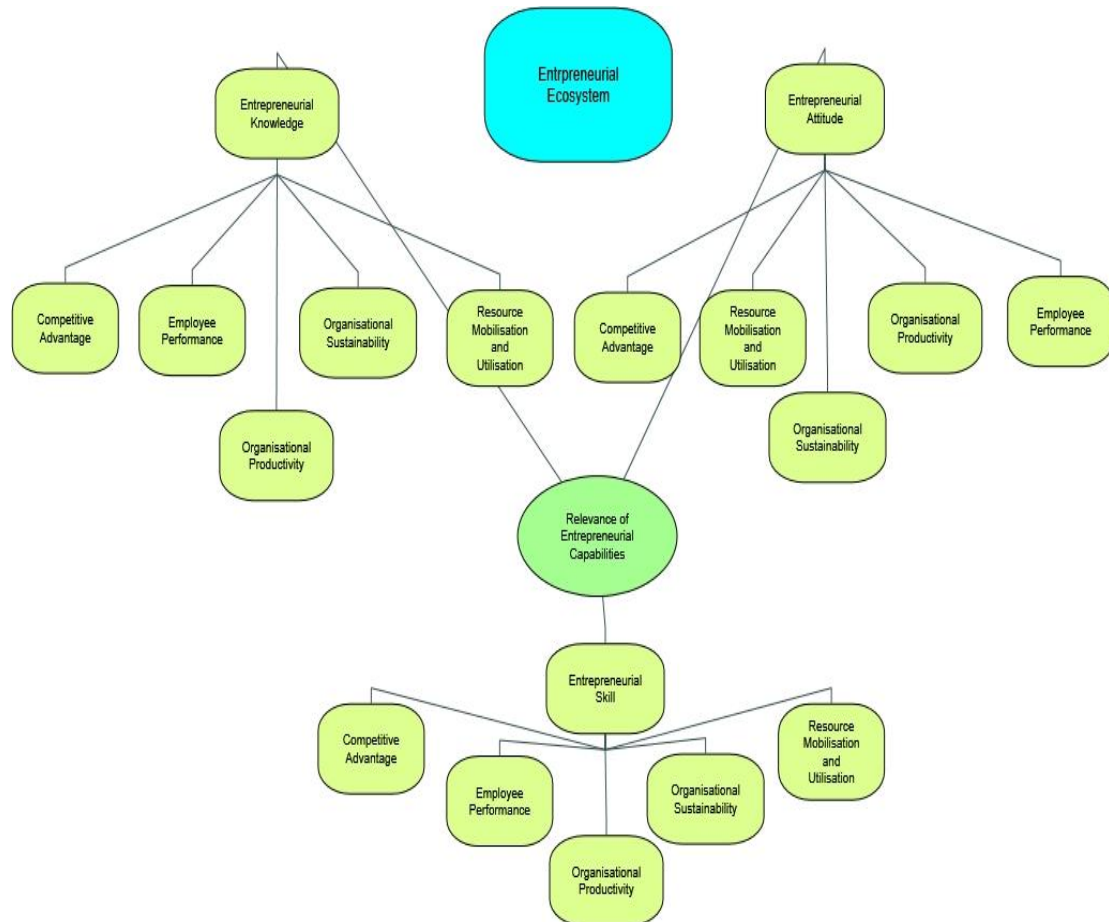 Entrpreneurial
Ecosystem
Entrepreneurial
Knowledge
Entrepreneurial
Attitude
Competitive
Advantage
Employee
Performance
Organisational
Sustainability
Resource
Mobilisation
and
Utilisation
Organisational
Productivity
Competitive
Advantage
Resource
Mobilisation
and
Utilisation
Organisational
Productivity
Employee
Performance
Organisational
Sustainability
Relevance of
Entrepreneurial
Capabilities
Entrepreneurial
Skill
Competitive
Advantage
Employee
Performance
Organisational
Productivity
Organisational
Sustainability
Resource
Mobilisation
and
Utilisation